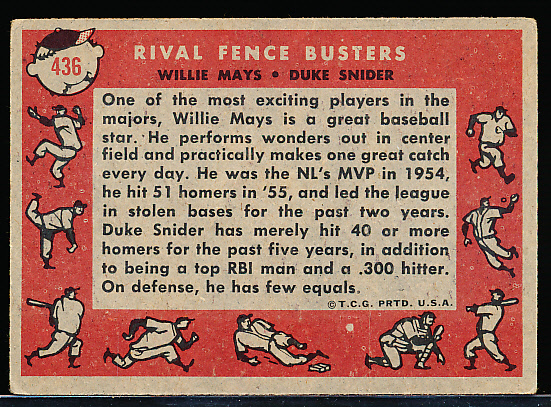 436
RIVAL FENCE BUSTERS
WILLIE MAYS • DUKE SNIDER
One of the most exciting players in the
majors, Willie Mays is a great baseball
star. He performs wonders out in center
field and practically makes one great catch
every day. He was the NL's MVP in 1954,
he hit 51 homers in '55, and led the league
in stolen bases for the past two years.
Duke Snider has merely hit 40 or more
homers for the past five years, in addition
to being a top RBI man and a .300 hitter.
On defense, he has few equals.
© T.C.G. PRTD. U.S.A.